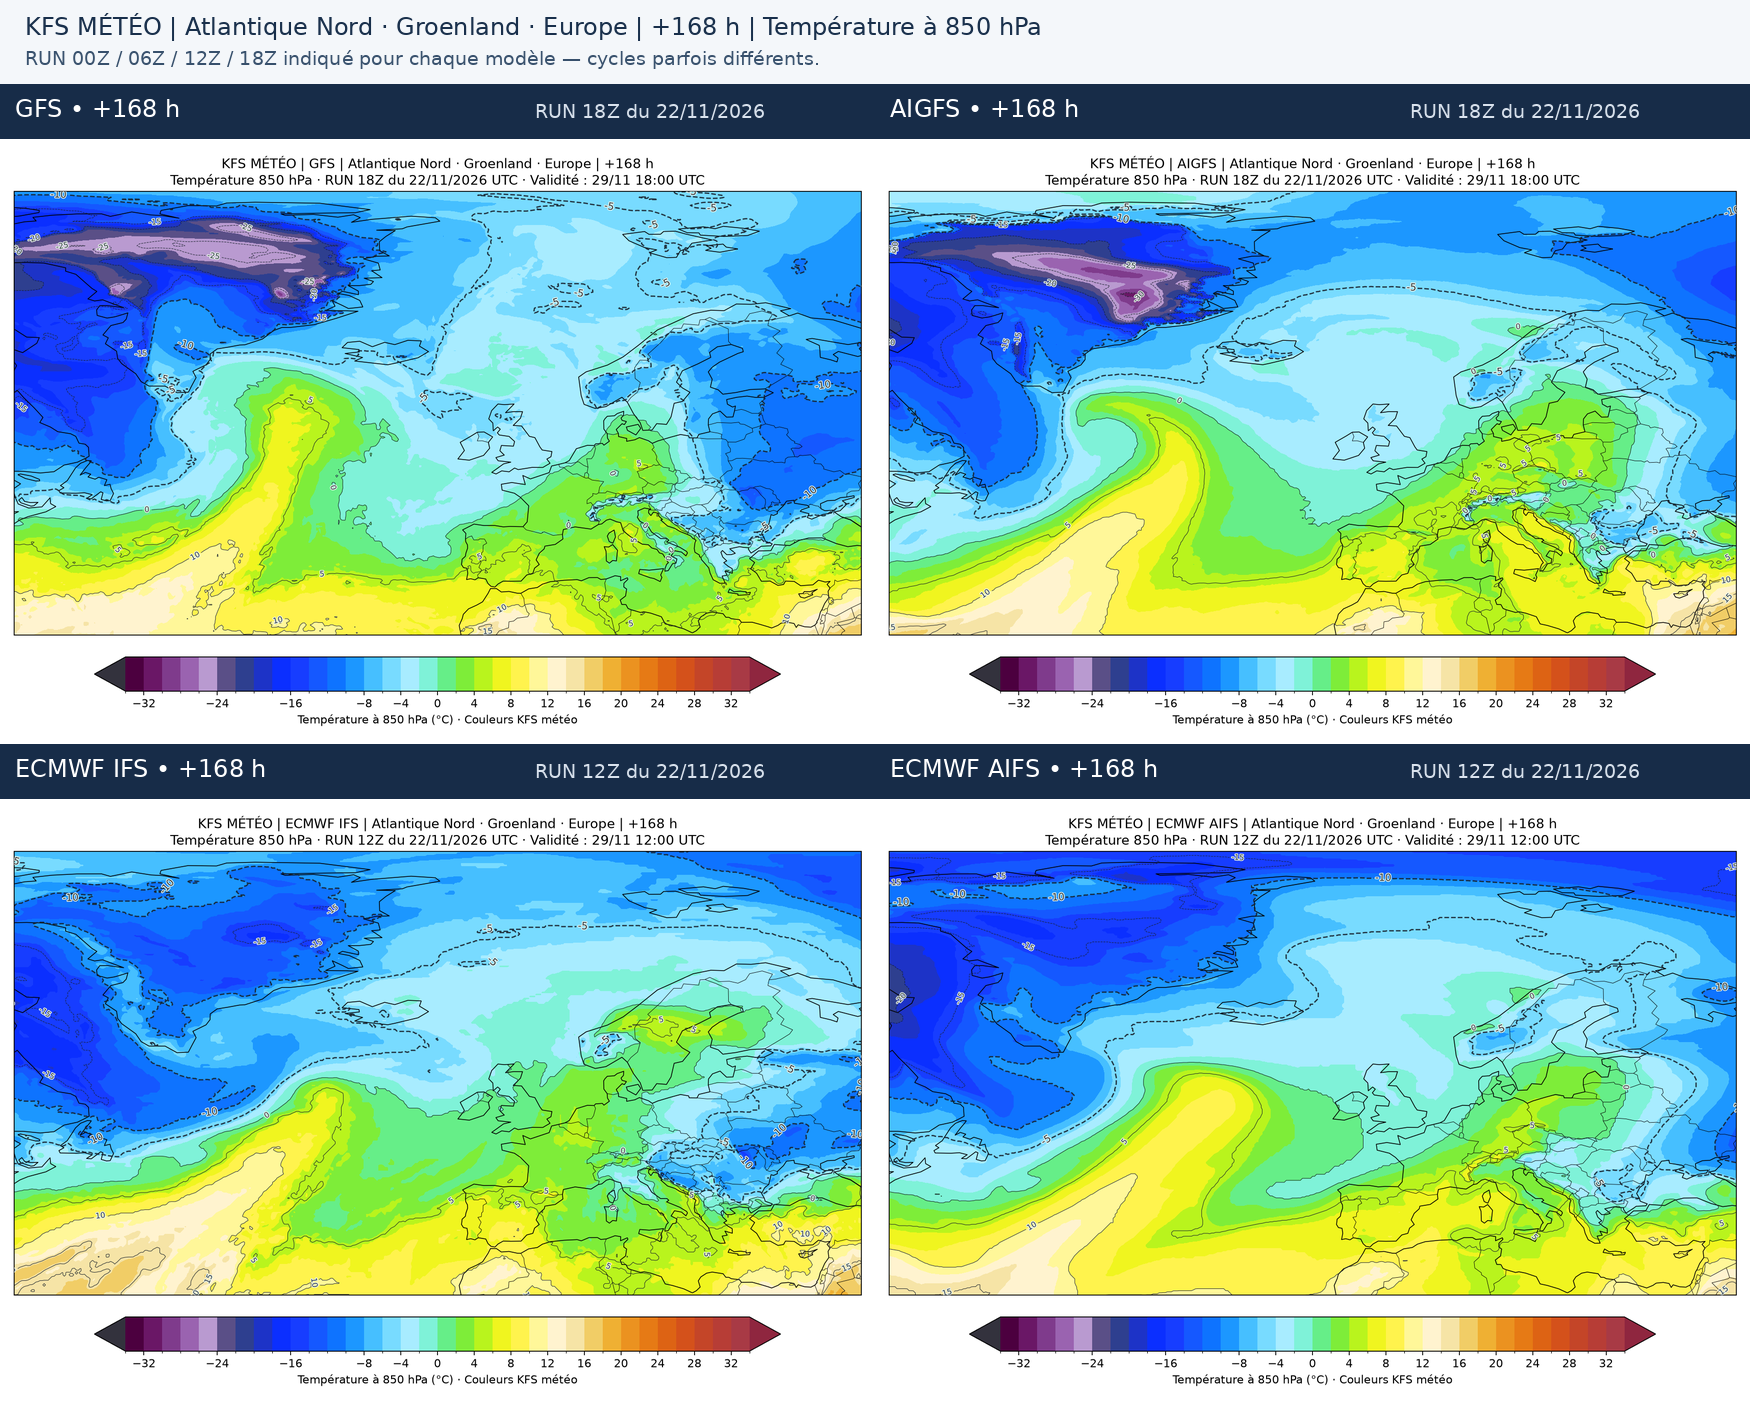 KFS MÉTÉO | Atlantique Nord · Groenland · Europe | +168 h | Température à 850 hPa
RUN 00Z / 06Z / 12Z / 18Z indiqué pour chaque modèle — cycles parfois différents.
GFS • +168 h
RUN 18Z du 22/11/2026
AIGFS • +168 h
RUN 18Z du 22/11/2026
KFS MÉTÉO | GFS | Atlantique Nord · Groenland · Europe | +168 h
Température 850 hPa · RUN 18Z du 22/11/2026 UTC · Validité : 29/11 18:00 UTC
KFS MÉTÉO | AIGFS | Atlantique Nord · Groenland · Europe | +168 h
Température 850 hPa · RUN 18Z du 22/11/2026 UTC · Validité : 29/11 18:00 UTC
−32 −24 −16 −8 −4 0 4 8 12 16 20 24 28 32
Température à 850 hPa (°C) · Couleurs KFS météo
−32 −24 −16 −8 −4 0 4 8 12 16 20 24 28 32
Température à 850 hPa (°C) · Couleurs KFS météo
ECMWF IFS • +168 h
RUN 12Z du 22/11/2026
ECMWF AIFS • +168 h
RUN 12Z du 22/11/2026
KFS MÉTÉO | ECMWF IFS | Atlantique Nord · Groenland · Europe | +168 h
Température 850 hPa · RUN 12Z du 22/11/2026 UTC · Validité : 29/11 12:00 UTC
KFS MÉTÉO | ECMWF AIFS | Atlantique Nord · Groenland · Europe | +168 h
Température 850 hPa · RUN 12Z du 22/11/2026 UTC · Validité : 29/11 12:00 UTC
−32 −24 −16 −8 −4 0 4 8 12 16 20 24 28 32
Température à 850 hPa (°C) · Couleurs KFS météo
−32 −24 −16 −8 −4 0 4 8 12 16 20 24 28 32
Température à 850 hPa (°C) · Couleurs KFS météo